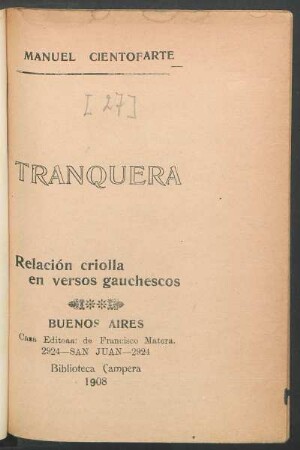 MANUEL CIENTOFARTE
[27]
TRANQUERA
Relación criolla
en versos gauchescos
BUENOS AIRES
Casa Editora: de Francisco Matera.
2924—SAN JUAN—2924
Biblioteca Campera
1908